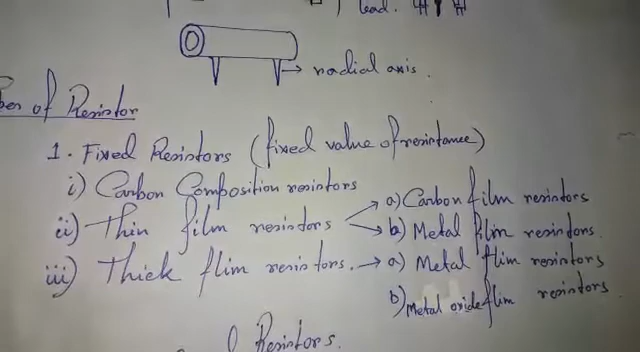 lead.
→ radial axis.
of Resistor
1. Fixed Resistors (fixed value of resistance)
i) Carbon Composition resistors
ii) Thin film resistors → a) Carbon film resistors
→ b) Metal film resistors.
iii) Thick flim resistors. → a) Metal flim resistors
b) Metal oxide flim resistors
Resistors.